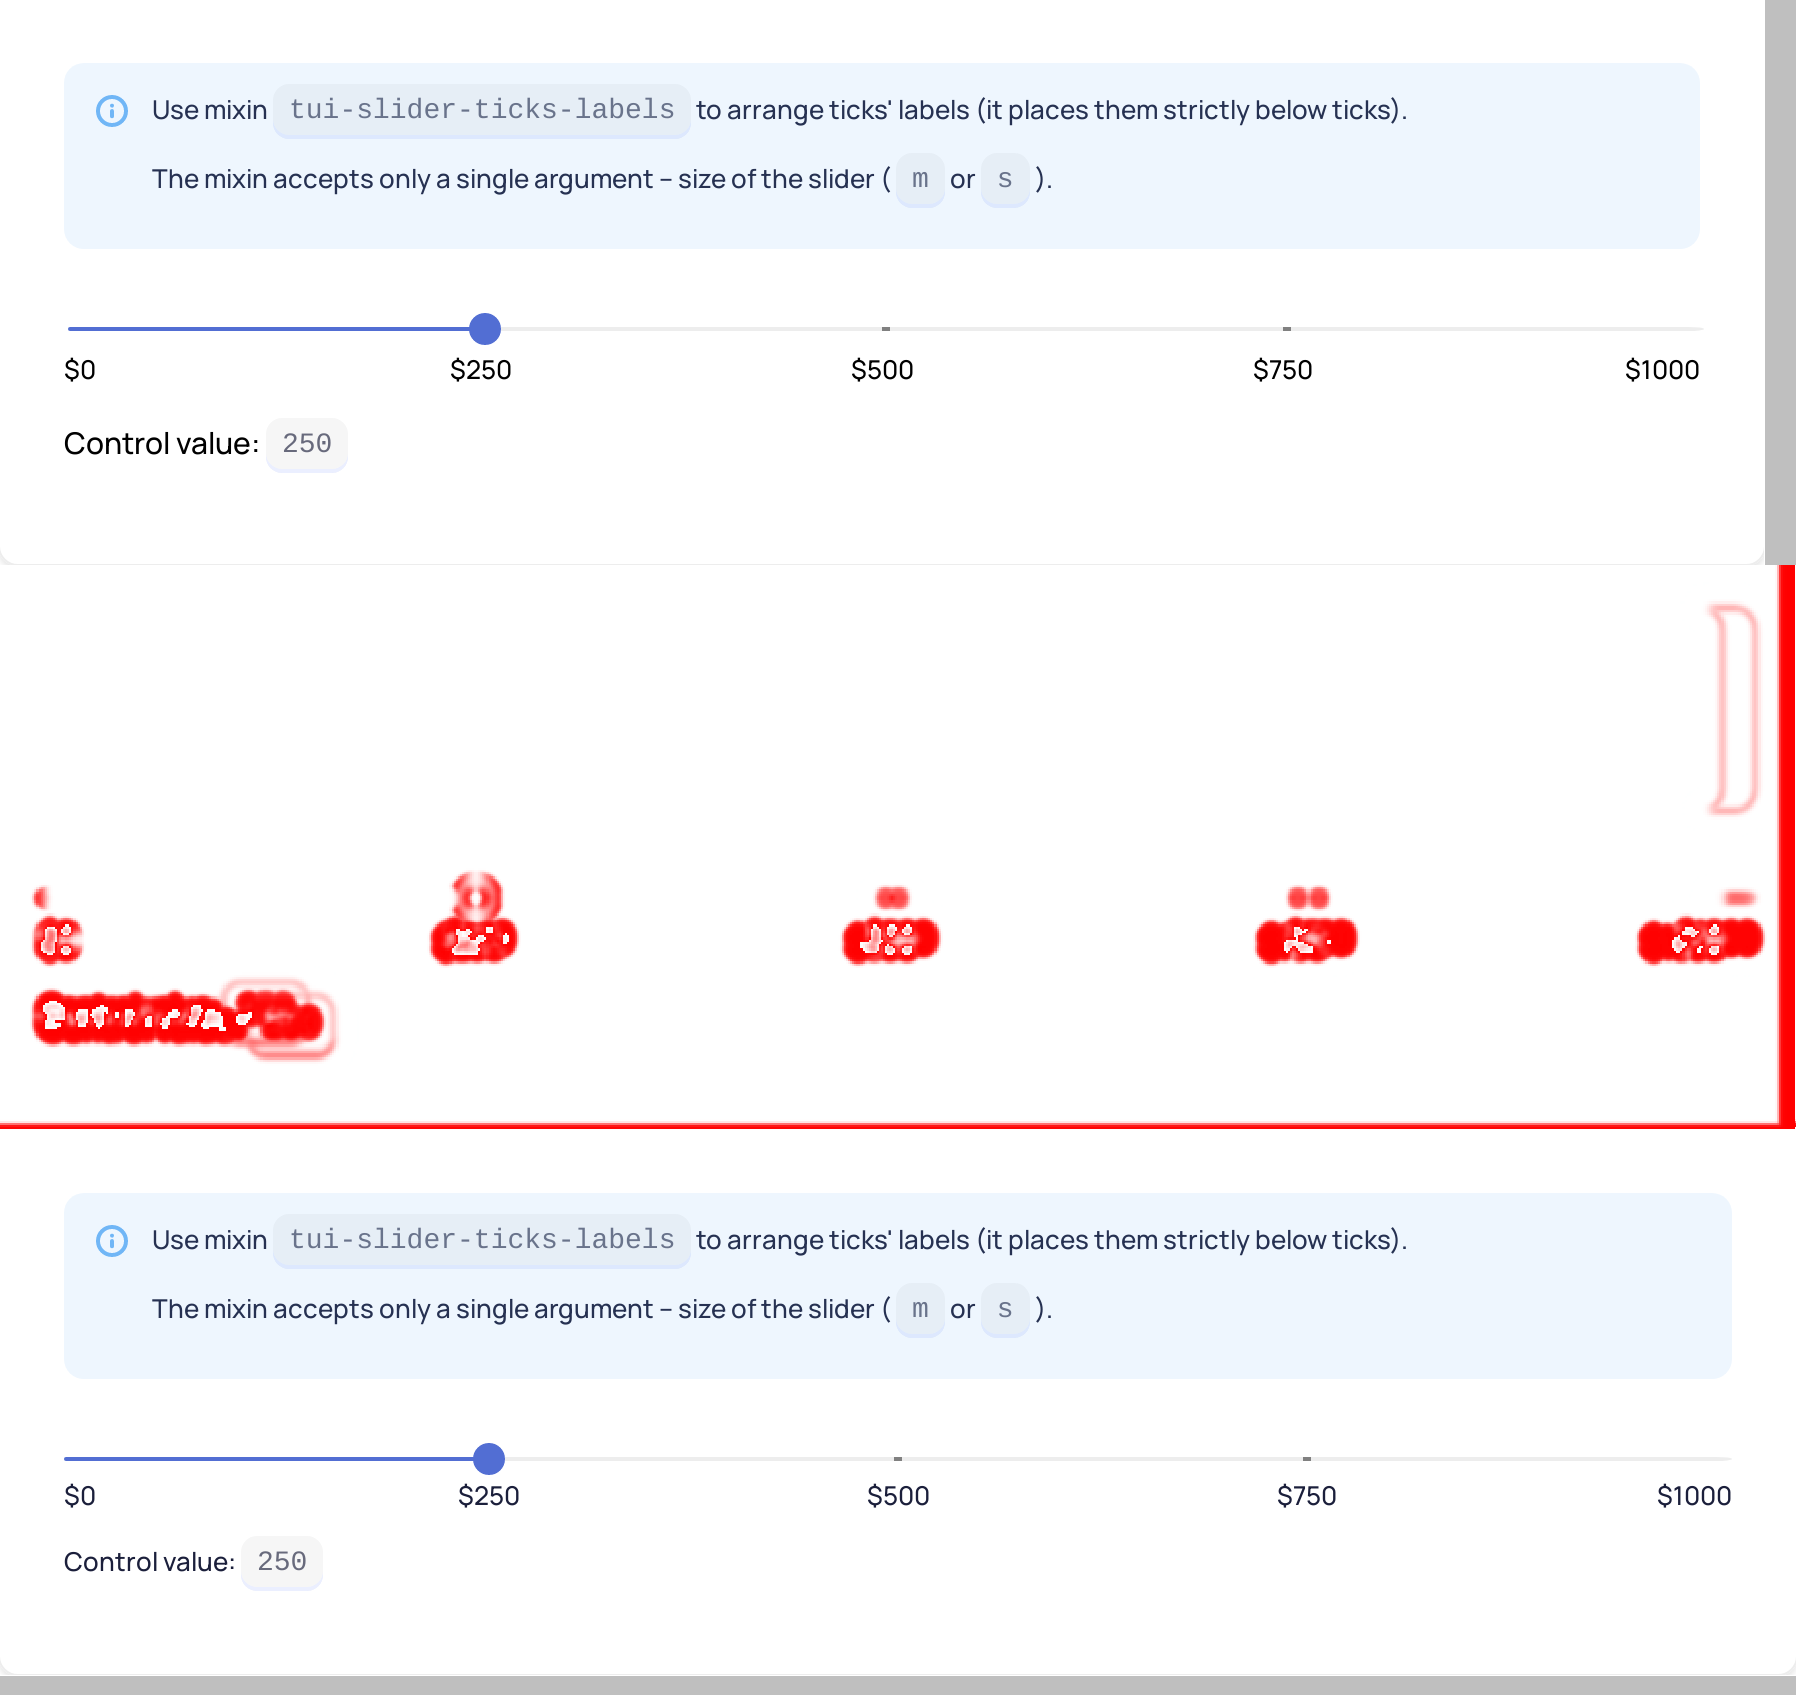 Use mixin tui-slider-ticks-labels to arrange ticks' labels (it places them strictly below ticks).
The mixin accepts only a single argument – size of the slider ( m or s ).
$0 $250 $500 $750 $1000
Control value: 250
Use mixin tui-slider-ticks-labels to arrange ticks' labels (it places them strictly below ticks).
The mixin accepts only a single argument – size of the slider ( m or s ).
$0 $250 $500 $750 $1000
Control value: 250